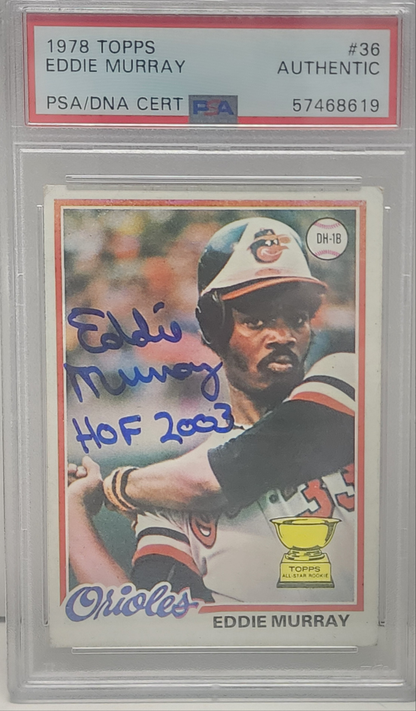 1978 TOPPS #36
EDDIE MURRAY AUTHENTIC
PSA/DNA CERT PSA 57468619
DH-1B
Eddie
Murray
HOF 2003
33
TOPPS
ALL-STAR ROOKIE
Orioles
EDDIE MURRAY